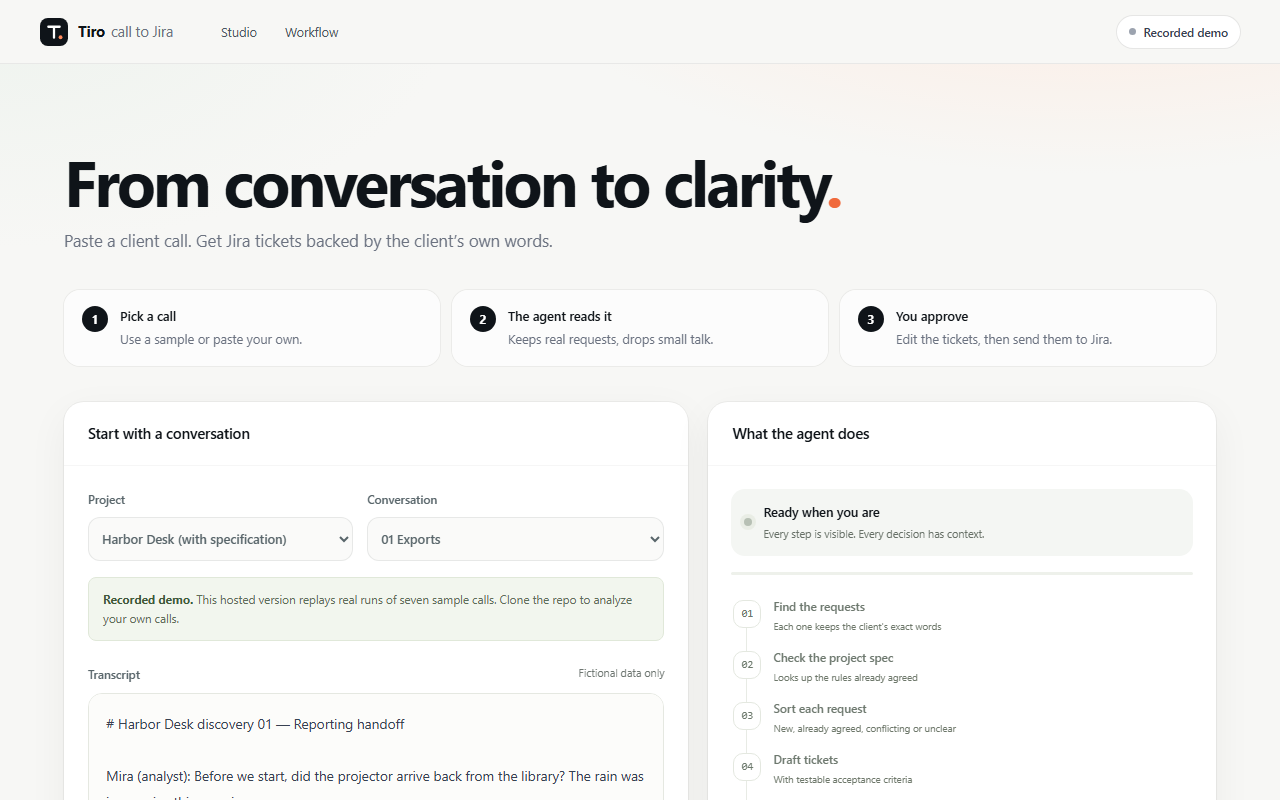 T. Tiro call to Jira Studio Workflow Recorded demo
From conversation to clarity.
Paste a client call. Get Jira tickets backed by the client's own words.
1 Pick a call
Use a sample or paste your own.
2 The agent reads it
Keeps real requests, drops small talk.
3 You approve
Edit the tickets, then send them to Jira.
Start with a conversation
Project Conversation
Harbor Desk (with specification) 01 Exports
Recorded demo. This hosted version replays real runs of seven sample calls. Clone the repo to analyze
your own calls.
Transcript Fictional data only
# Harbor Desk discovery 01 — Reporting handoff
Mira (analyst): Before we start, did the projector arrive back from the library? The rain was
What the agent does
Ready when you are
Every step is visible. Every decision has context.
01 Find the requests
Each one keeps the client's exact words
02 Check the project spec
Looks up the rules already agreed
03 Sort each request
New, already agreed, conflicting or unclear
04 Draft tickets
With testable acceptance criteria